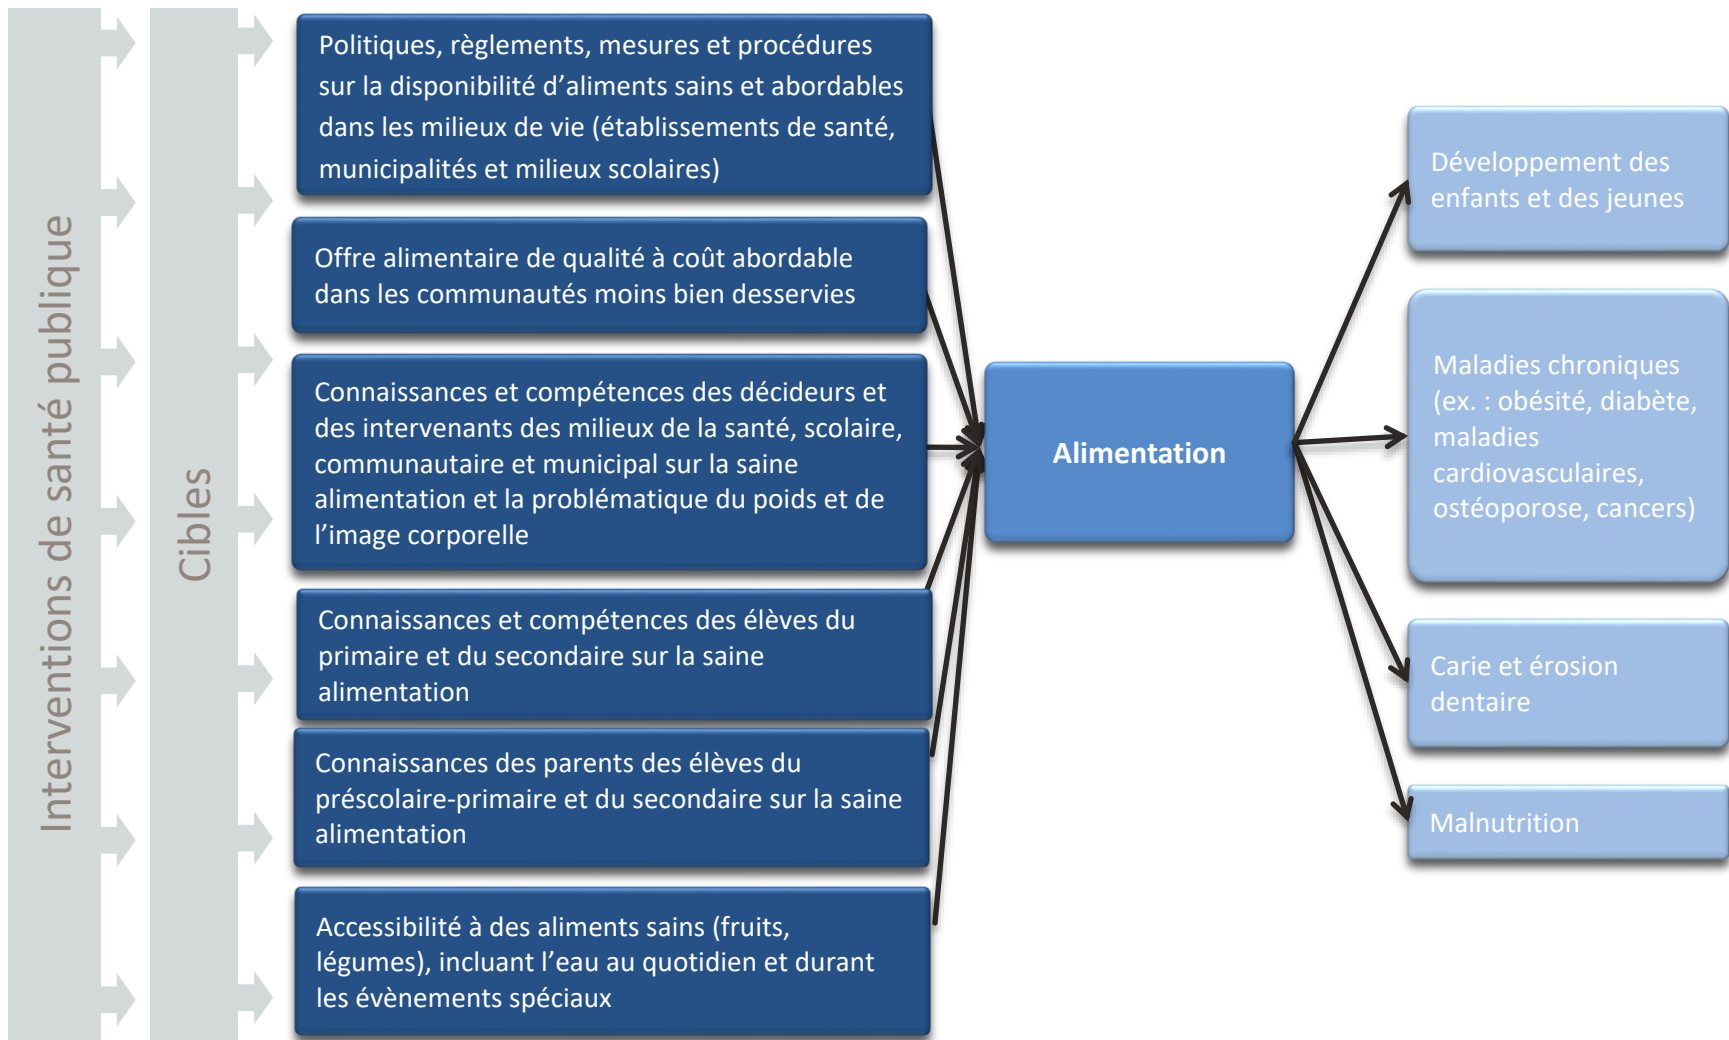 Interventions de santé publique
Cibles
Politiques, règlements, mesures et procédures
sur la disponibilité d’aliments sains et abordables
dans les milieux de vie (établissements de santé,
municipalités et milieux scolaires)
Offre alimentaire de qualité à coût abordable
dans les communautés moins bien desservies
Connaissances et compétences des décideurs et
des intervenants des milieux de la santé, scolaire,
communautaire et municipal sur la saine
alimentation et la problématique du poids et de
l’image corporelle
Connaissances et compétences des élèves du
primaire et du secondaire sur la saine
alimentation
Connaissances des parents des élèves du
préscolaire-primaire et du secondaire sur la saine
alimentation
Accessibilité à des aliments sains (fruits,
légumes), incluant l’eau au quotidien et durant
les évènements spéciaux
Alimentation
Développement des
enfants et des jeunes
Maladies chroniques
(ex. : obésité, diabète,
maladies
cardiovasculaires,
ostéoporose, cancers)
Carie et érosion
dentaire
Malnutrition